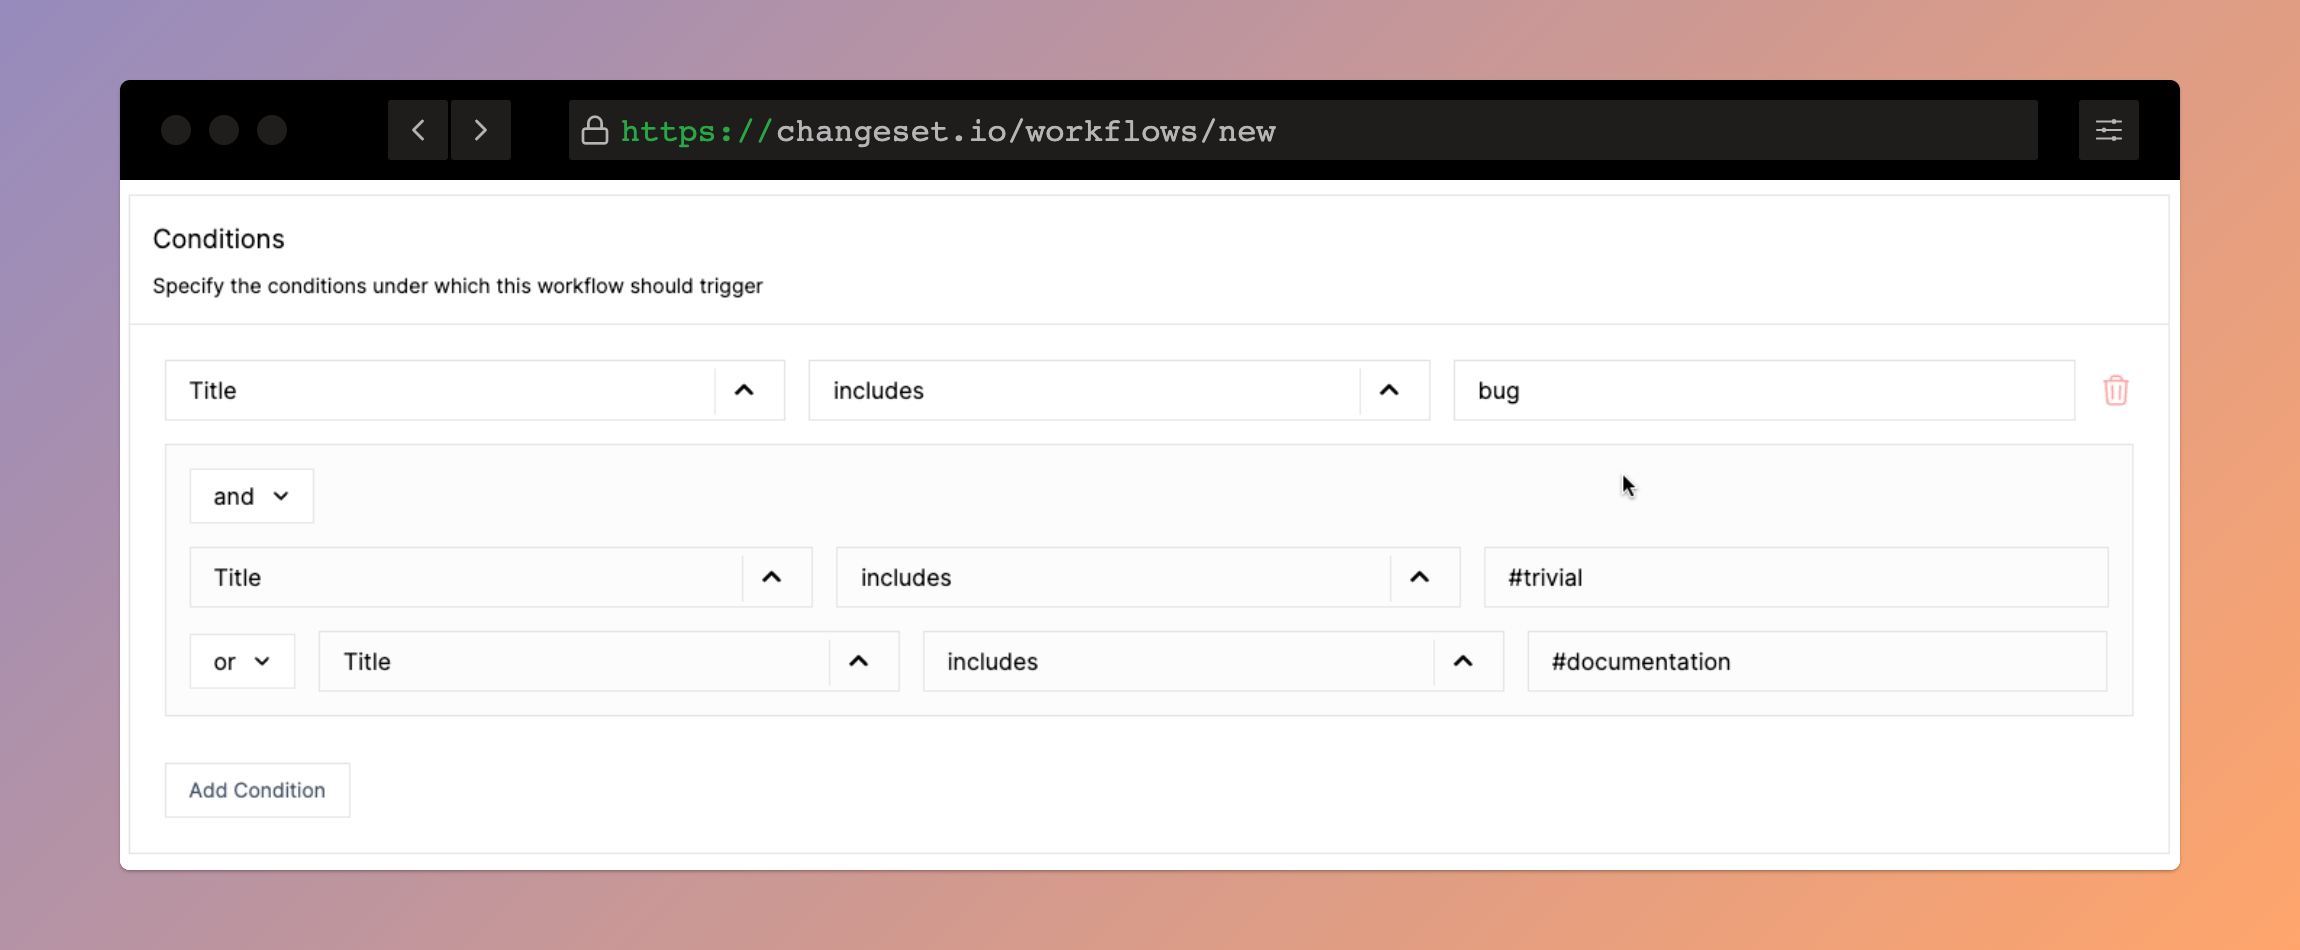 https://changeset.io/workflows/new
Conditions
Specify the conditions under which this workflow should trigger
Title includes bug
and
Title includes #trivial
or Title includes #documentation
Add Condition